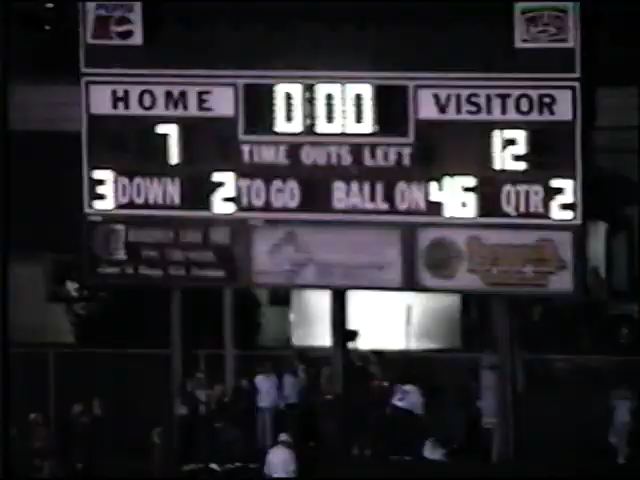 PEPSI
HOME 0:00 VISITOR
7 TIME OUTS LEFT 12
3 DOWN 2 TO GO BALL ON 46 QTR 2